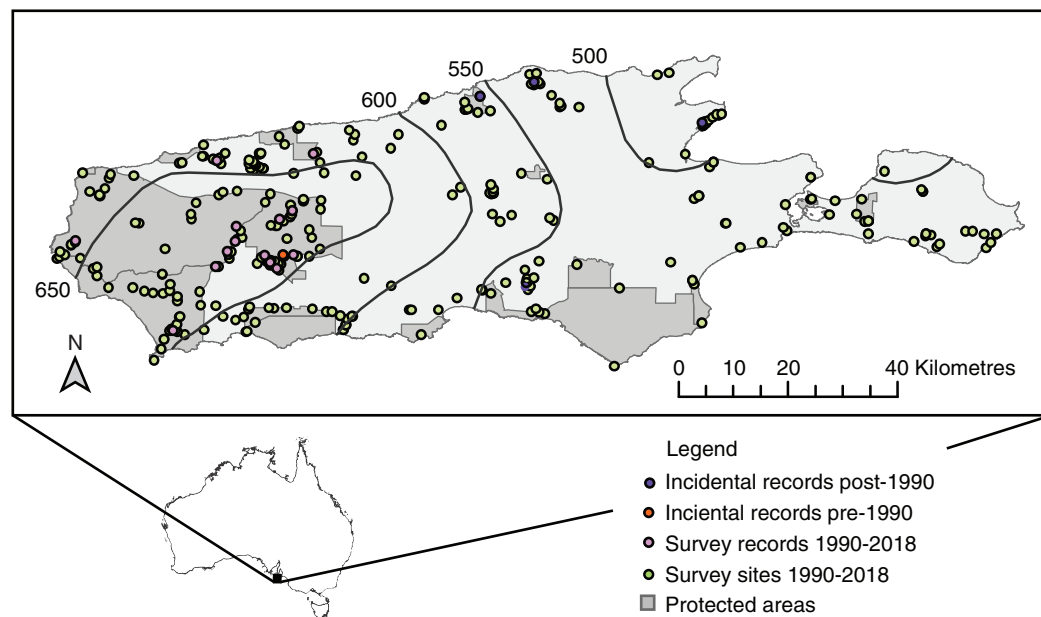 500
550
600
650
N
0 10 20 40 Kilometres
Legend
Incidental records post-1990
Inciental records pre-1990
Survey records 1990-2018
Survey sites 1990-2018
Protected areas